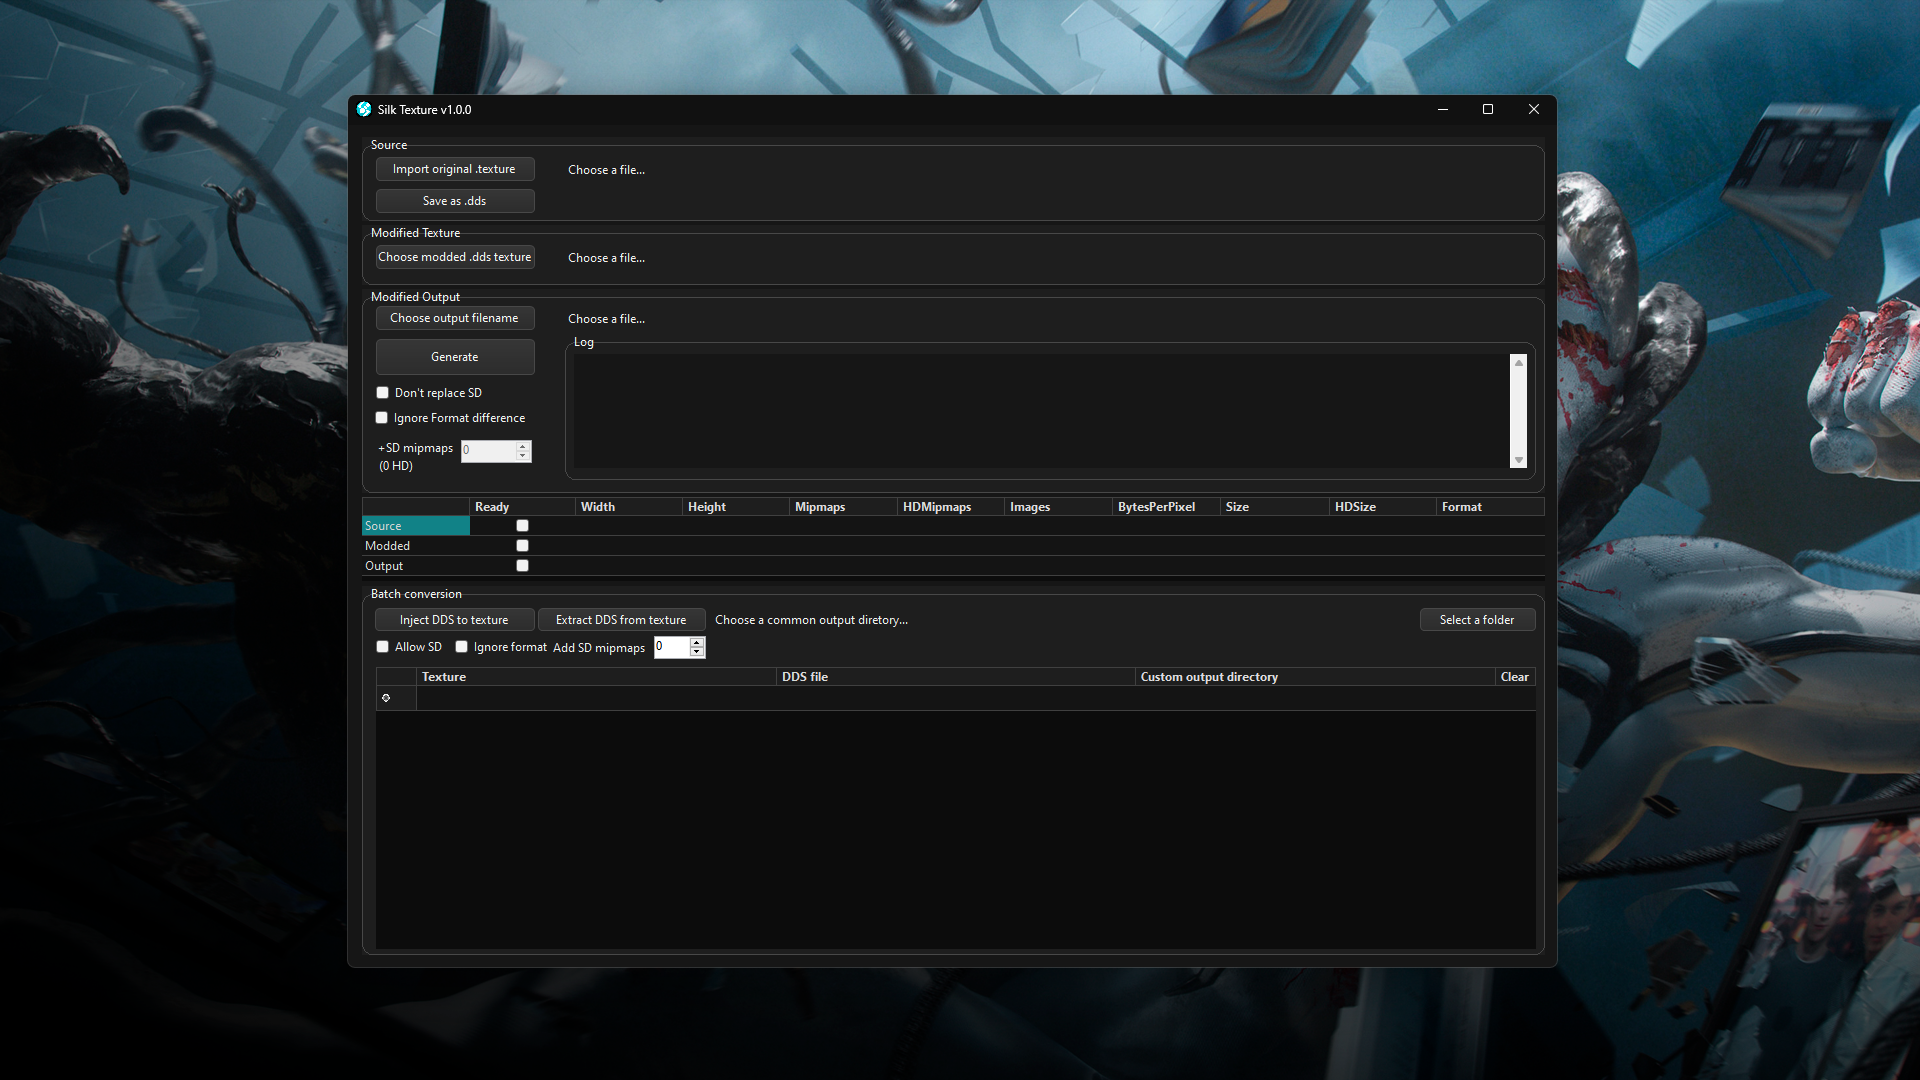 Silk Texture v1.0.0
Source
Import original .texture
Choose a file...
Save as .dds
Modified Texture
Choose modded .dds texture
Choose a file...
Modified Output
Choose output filename
Choose a file...
Generate
Log
Don't replace SD
Ignore Format difference
+SD mipmaps
(0 HD)
0
Ready Width Height Mipmaps HDMipmaps Images BytesPerPixel Size HDSize Format
Source
Modded
Output
Batch conversion
Inject DDS to texture
Extract DDS from texture
Choose a common output diretory...
Select a folder
Allow SD
Ignore format
Add SD mipmaps
0
Texture DDS file Custom output directory Clear